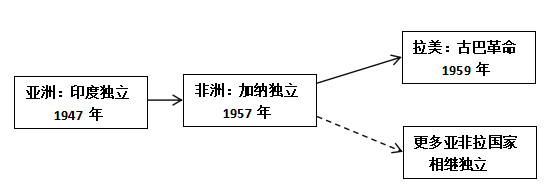 亚洲：印度独立
1947 年
非洲：加纳独立
1957 年
拉美：古巴革命
1959 年
更多亚非拉国家
相继独立